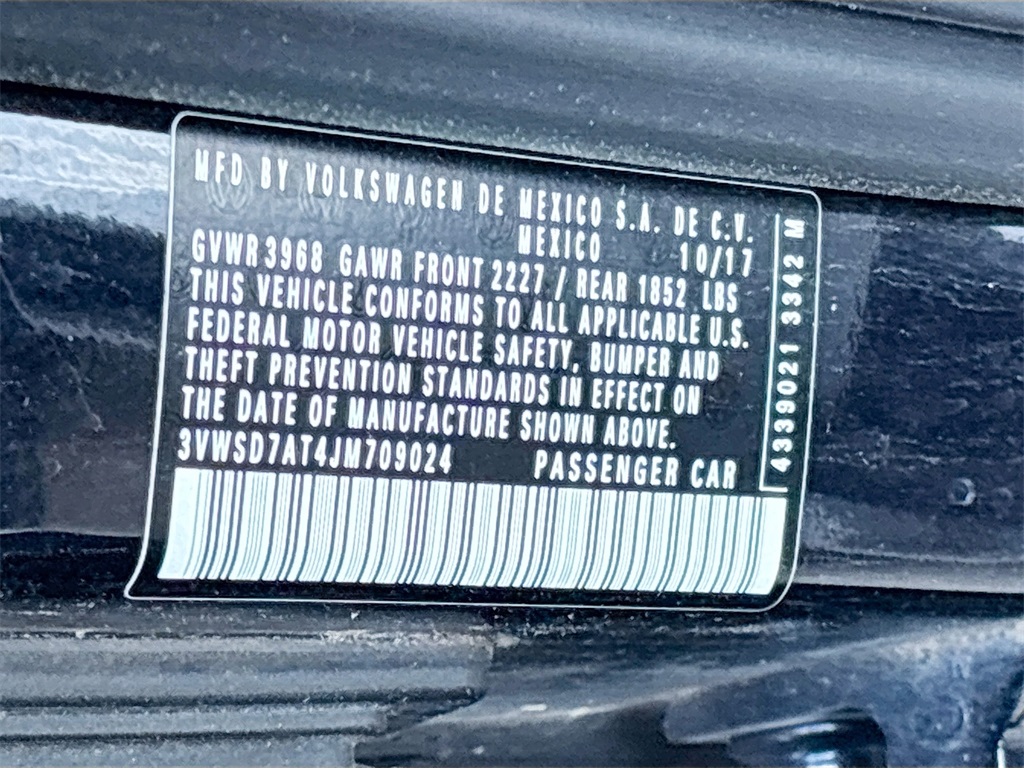 MFD BY VOLKSWAGEN DE MEXICO S.A. DE C.V.
MEXICO 10/17
GVWR 3968 GAWR FRONT 2227 / REAR 1852 LBS
THIS VEHICLE CONFORMS TO ALL APPLICABLE U.S.
FEDERAL MOTOR VEHICLE SAFETY, BUMPER AND
THEFT PREVENTION STANDARDS IN EFFECT ON
THE DATE OF MANUFACTURE SHOWN ABOVE.
3VWSD7AT4JM709024 PASSENGER CAR
4339021 3342 M